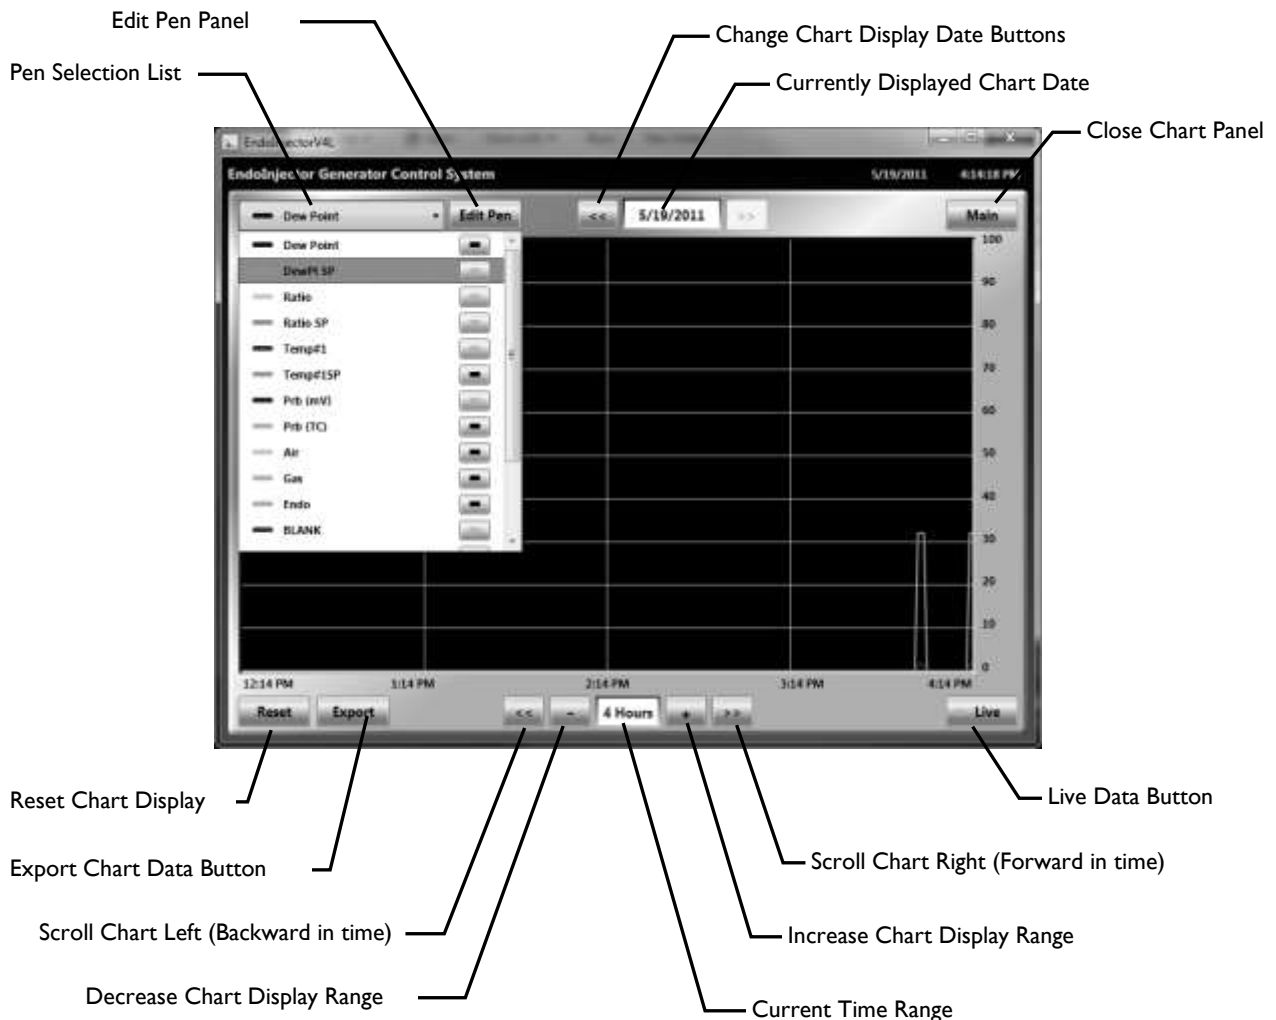 Edit Pen Panel
Change Chart Display Date Buttons
Pen Selection List
Currently Displayed Chart Date
Close Chart Panel
EndoInjectorV4L
EndoInjector Generator Control System
5/19/2011 4:14:18 PM
Dew Point
Edit Pen
<<
5/19/2011
>>
Main
Dew Point
DewPt SP
Ratio
Ratio SP
Temp#1
Temp#1SP
Prb (mV)
Prb (TC)
Air
Gas
Endo
BLANK
100
90
80
70
60
50
40
30
20
10
0
12:14 PM 1:14 PM 2:14 PM 3:14 PM 4:14 PM
Reset Export << - 4 Hours + >> Live
Reset Chart Display
Live Data Button
Export Chart Data Button
Scroll Chart Right (Forward in time)
Scroll Chart Left (Backward in time)
Increase Chart Display Range
Decrease Chart Display Range
Current Time Range